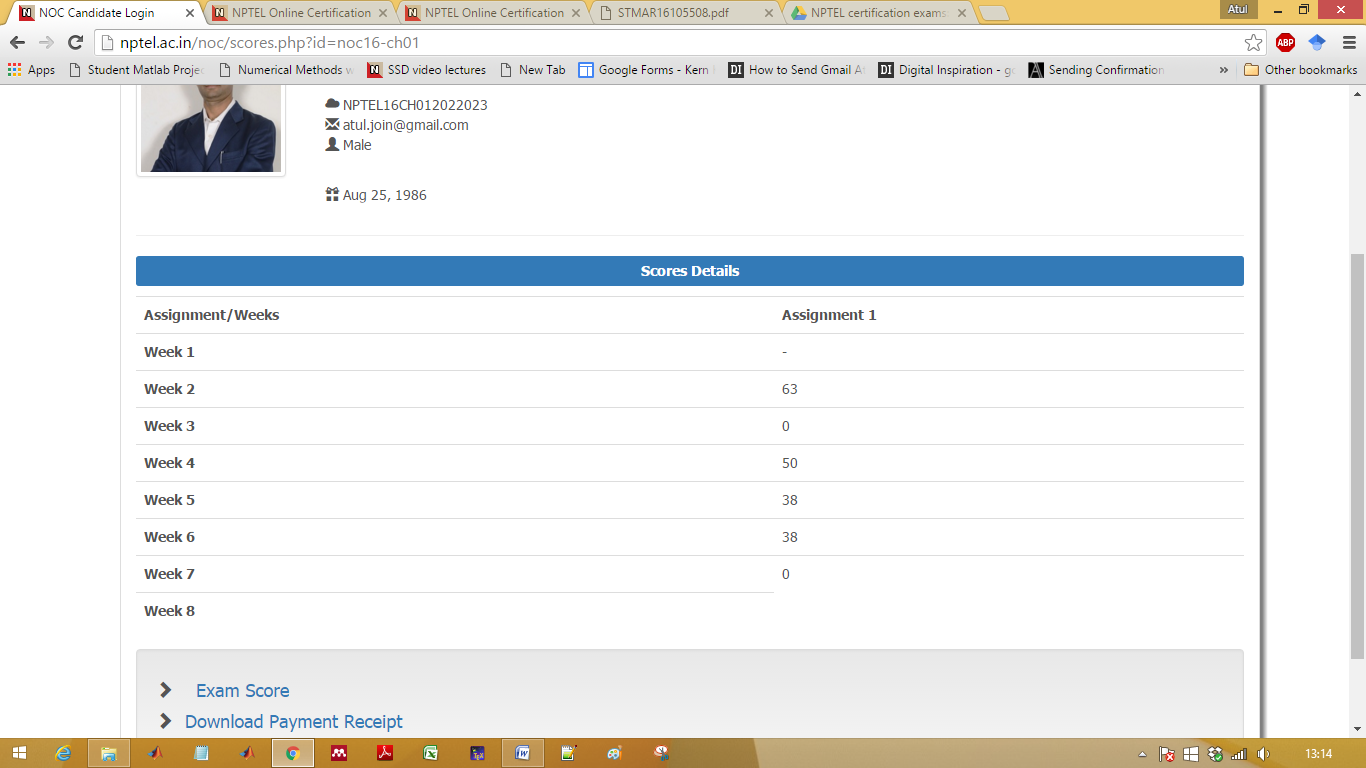 NOC Candidate Login NPTEL Online Certification NPTEL Online Certification STMAR16105508.pdf NPTEL certification exams Atul
nptel.ac.in/noc/scores.php?id=noc16-ch01 ABP
Apps Student Matlab Projec Numerical Methods w SSD video lectures New Tab Google Forms - Kern DI How to Send Gmail A DI Digital Inspiration - go Sending Confirmation » Other bookmarks
NPTEL16CH012022023
atul.join@gmail.com
Male
Aug 25, 1986
Scores Details
Assignment/Weeks Assignment 1
Week 1 -
Week 2 63
Week 3 0
Week 4 50
Week 5 38
Week 6 38
Week 7 0
Week 8
Exam Score
Download Payment Receipt
13:14